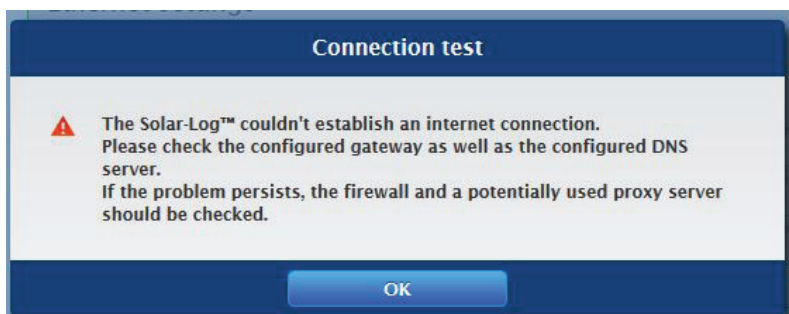 Connection test
The Solar-Log™ couldn't establish an internet connection.
Please check the configured gateway as well as the configured DNS
server.
If the problem persists, the firewall and a potentially used proxy server
should be checked.
OK